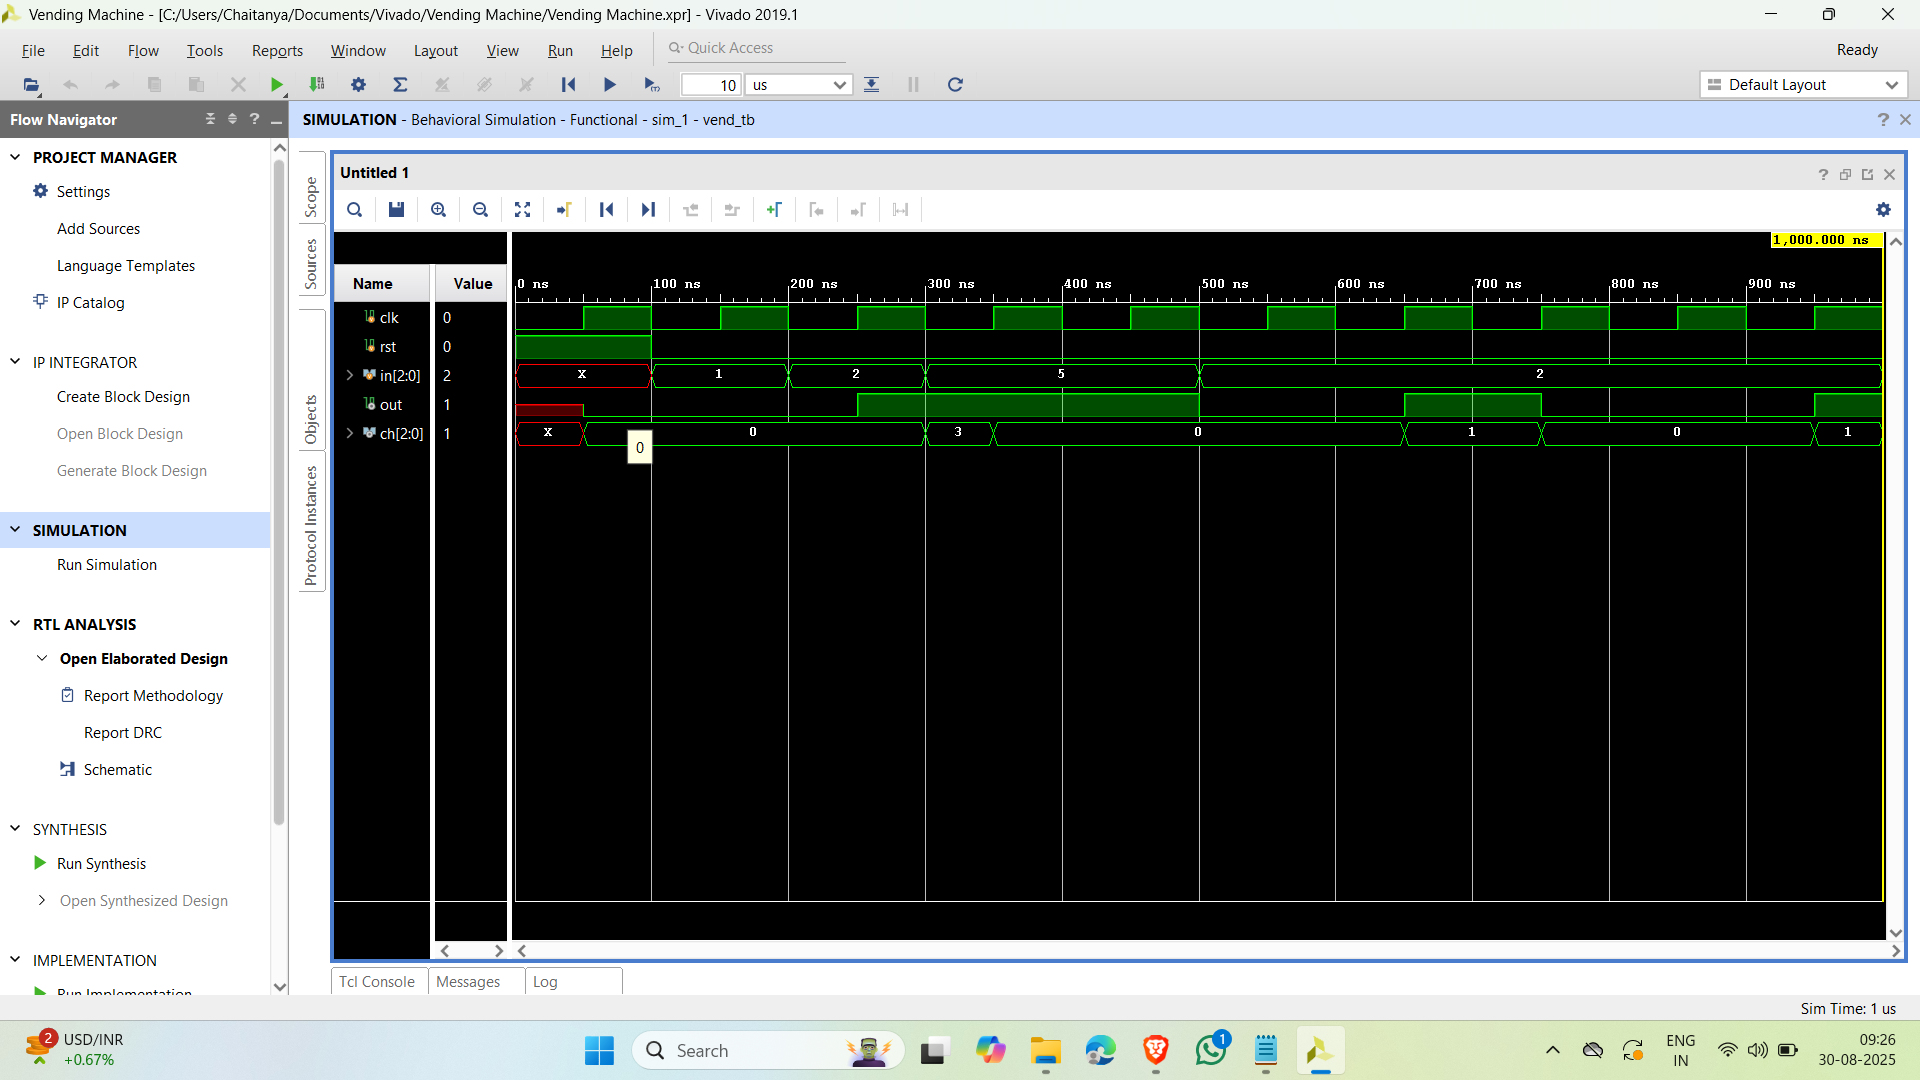 Vending Machine - [C:/Users/Chaitanya/Documents/Vivado/Vending Machine/Vending Machine.xpr] - Vivado 2019.1
File Edit Flow Tools Reports Window Layout View Run Help Quick Access Ready
10 us Default Layout
Flow Navigator
SIMULATION - Behavioral Simulation - Functional - sim_1 - vend_tb
PROJECT MANAGER
Settings
Add Sources
Language Templates
IP Catalog
IP INTEGRATOR
Create Block Design
Open Block Design
Generate Block Design
SIMULATION
Run Simulation
RTL ANALYSIS
Open Elaborated Design
Report Methodology
Report DRC
Schematic
SYNTHESIS
Run Synthesis
Open Synthesized Design
IMPLEMENTATION
Run Implementation
Scope
Sources
Objects
Protocol Instances
Untitled 1
1,000.000 ns
Name Value
0 ns 100 ns 200 ns 300 ns 400 ns 500 ns 600 ns 700 ns 800 ns 900 ns
clk 0
rst 0
in[2:0] 2 X 1 2 5 2
out 1
ch[2:0] 1 X 0 3 0 1 0 1
0
Tcl Console Messages Log
Sim Time: 1 us
2 USD/INR
+0.67%
Search
1
ENG
IN
09:26
30-08-2025